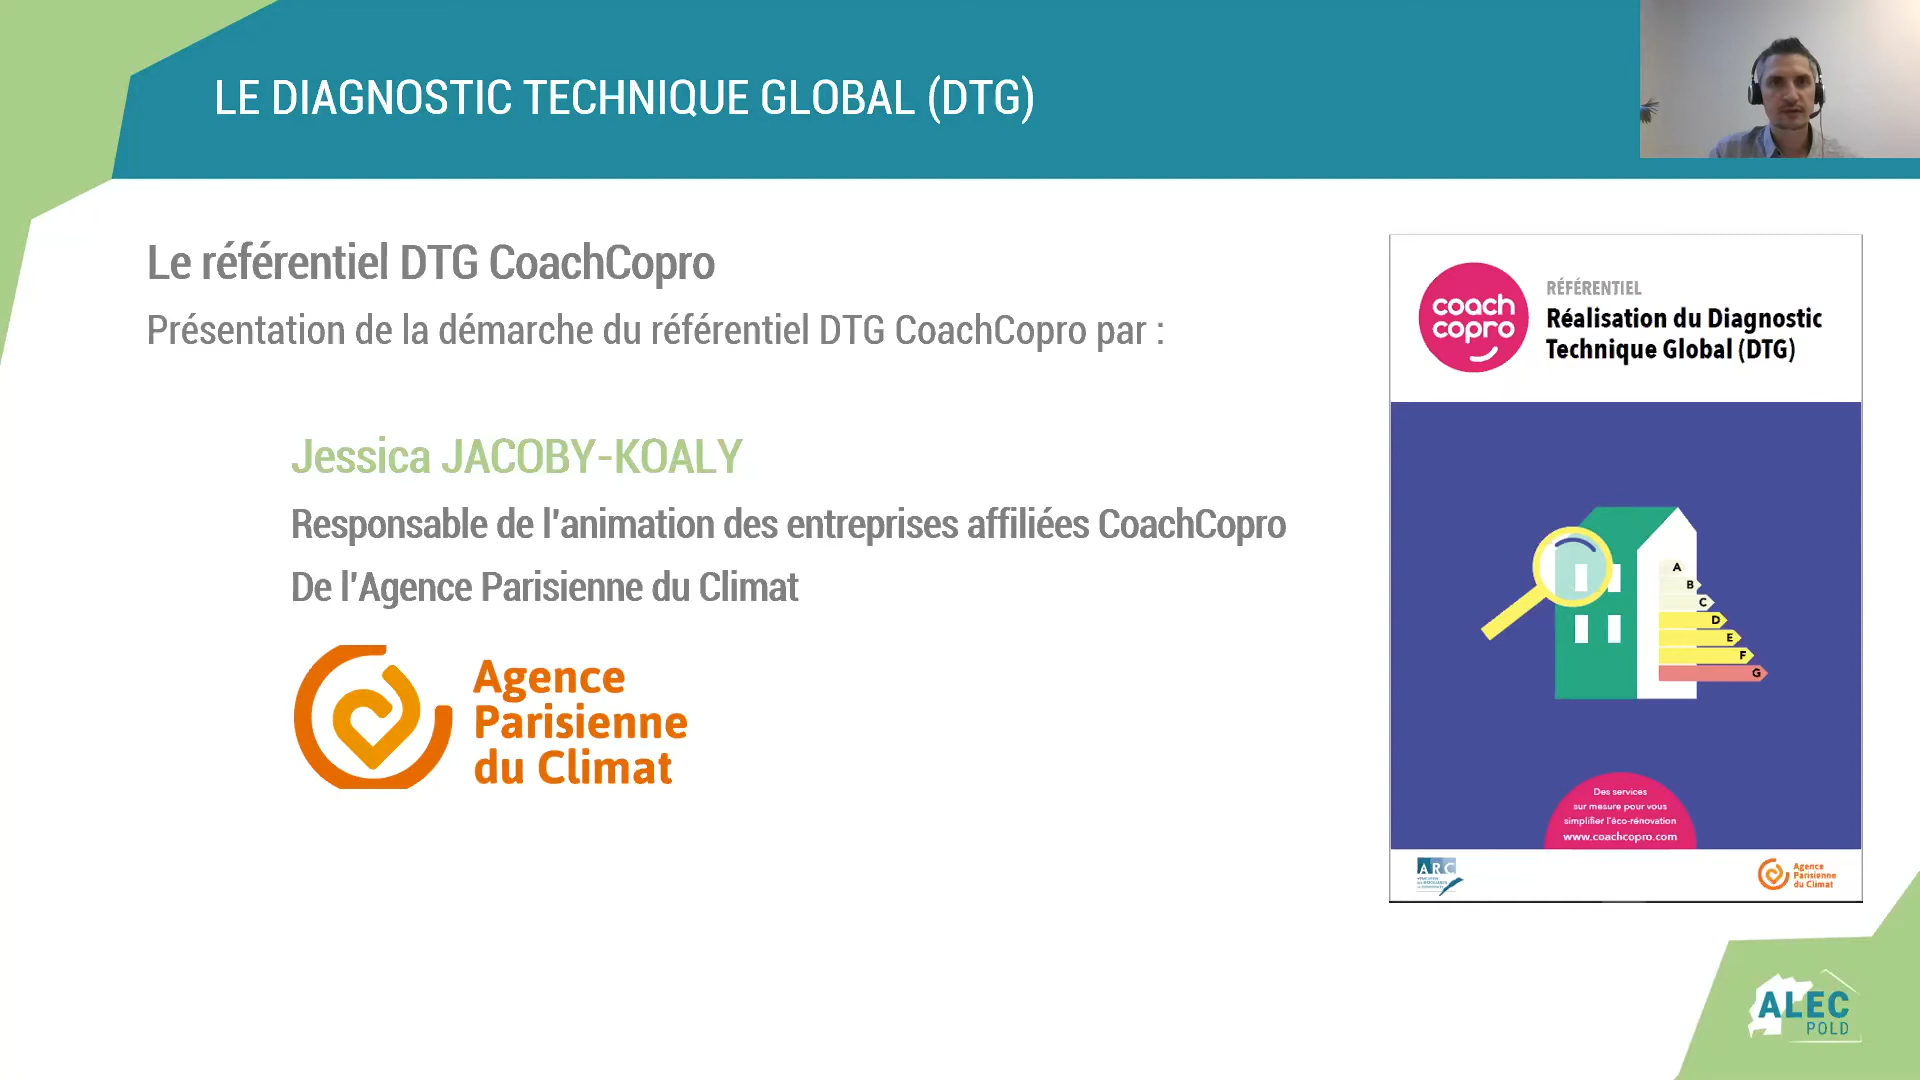 LE DIAGNOSTIC TECHNIQUE GLOBAL (DTG)
Le référentiel DTG CoachCopro
Présentation de la démarche du référentiel DTG CoachCopro par :
Jessica JACOBY-KOALY
Responsable de l'animation des entreprises affiliées CoachCopro
De l'Agence Parisienne du Climat
Agence
Parisienne
du Climat
coach
copro
RÉFÉRENTIEL
Réalisation du Diagnostic
Technique Global (DTG)
A
B
C
D
E
F
G
Des services
sur mesure pour vous
simplifier l'éco-rénovation
www.coachcopro.com
ARC
Agence
Parisienne
du Climat
ALEC
POLD